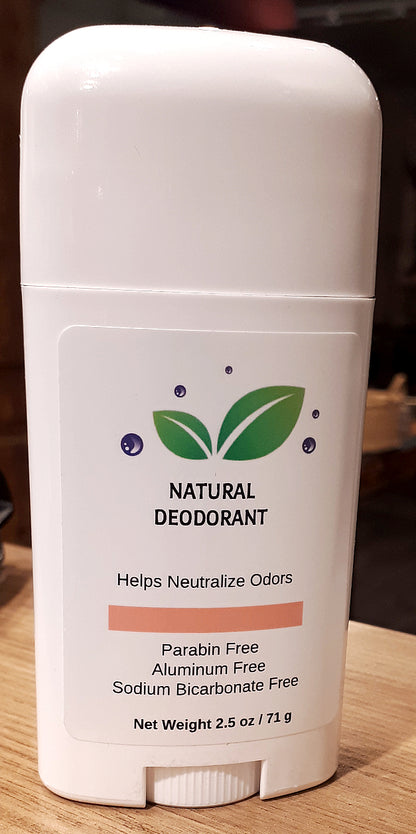 NATURAL
DEODORANT
Helps Neutralize Odors
Parabin Free
Aluminum Free
Sodium Bicarbonate Free
Net Weight 2.5 oz / 71 g